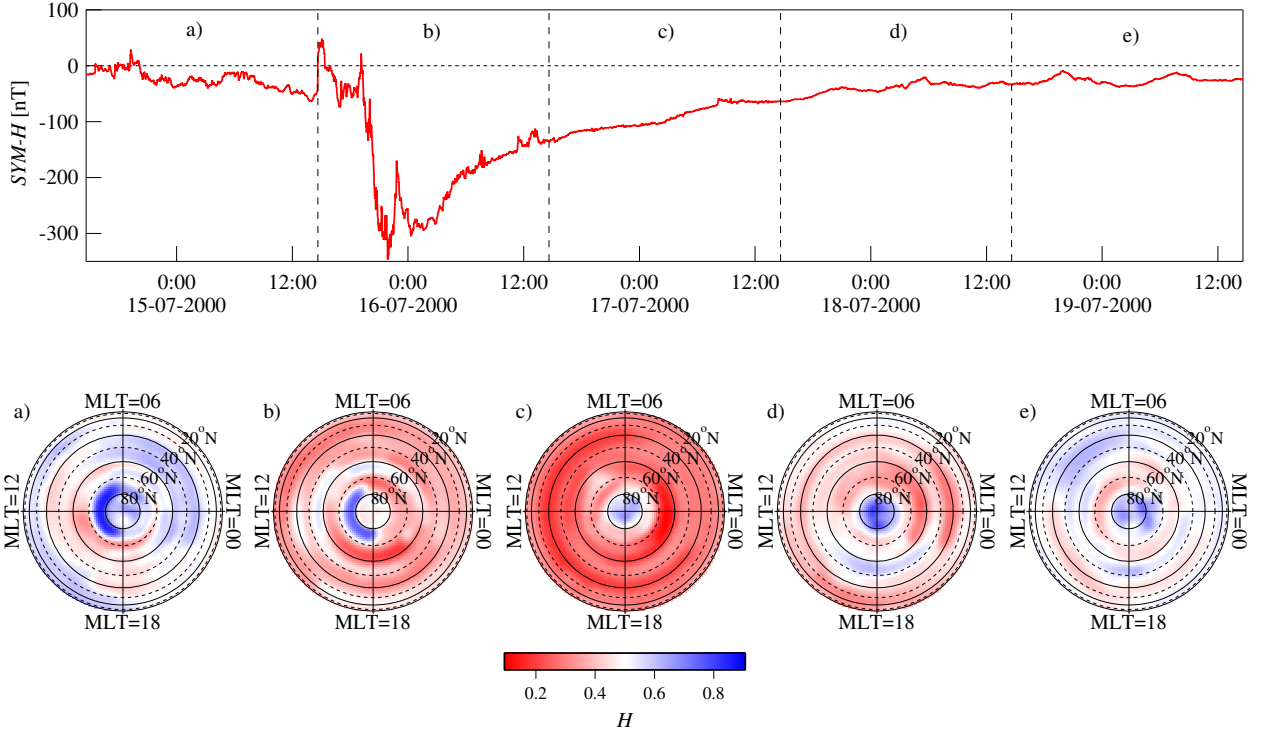 100
a) b) c) d) e)
0
-100
-200
-300
SYM-H [nT]
0:00 12:00 0:00 12:00 0:00 12:00 0:00 12:00 0:00 12:00
15-07-2000 16-07-2000 17-07-2000 18-07-2000 19-07-2000
a) MLT=06 b) MLT=06 c) MLT=06 d) MLT=06 e) MLT=06
20°N 20°N 20°N 20°N 20°N
40°N 40°N 40°N 40°N 40°N
60°N 60°N 60°N 60°N 60°N
80°N 80°N 80°N 80°N 80°N
MLT=12 MLT=00 MLT=12 MLT=00 MLT=12 MLT=00 MLT=12 MLT=00 MLT=12 MLT=00
MLT=18 MLT=18 MLT=18 MLT=18 MLT=18
0.2 0.4 0.6 0.8
H